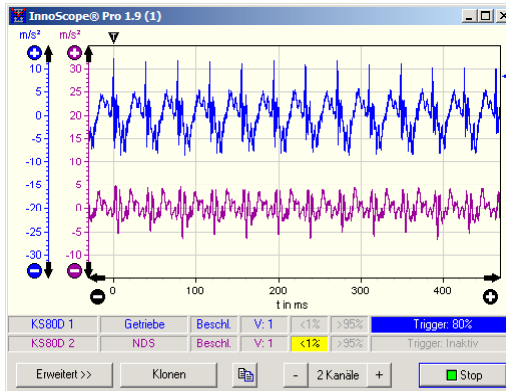 InnoScope® Pro 1.9 (1)
m/s² m/s²
T
10 30
5 25
0 20
-5 15
-10 10
-15 5
-20 0
-25 -5
-30 -10
0 100 200 300 400
t in ms
KS80D 1 Getriebe Beschl. V: 1 <1% >95% Trigger: 80%
KS80D 2 NDS Beschl. V: 1 <1% >95% Trigger: Inaktiv
Erweitert >> Klonen - 2 Kanäle + Stop